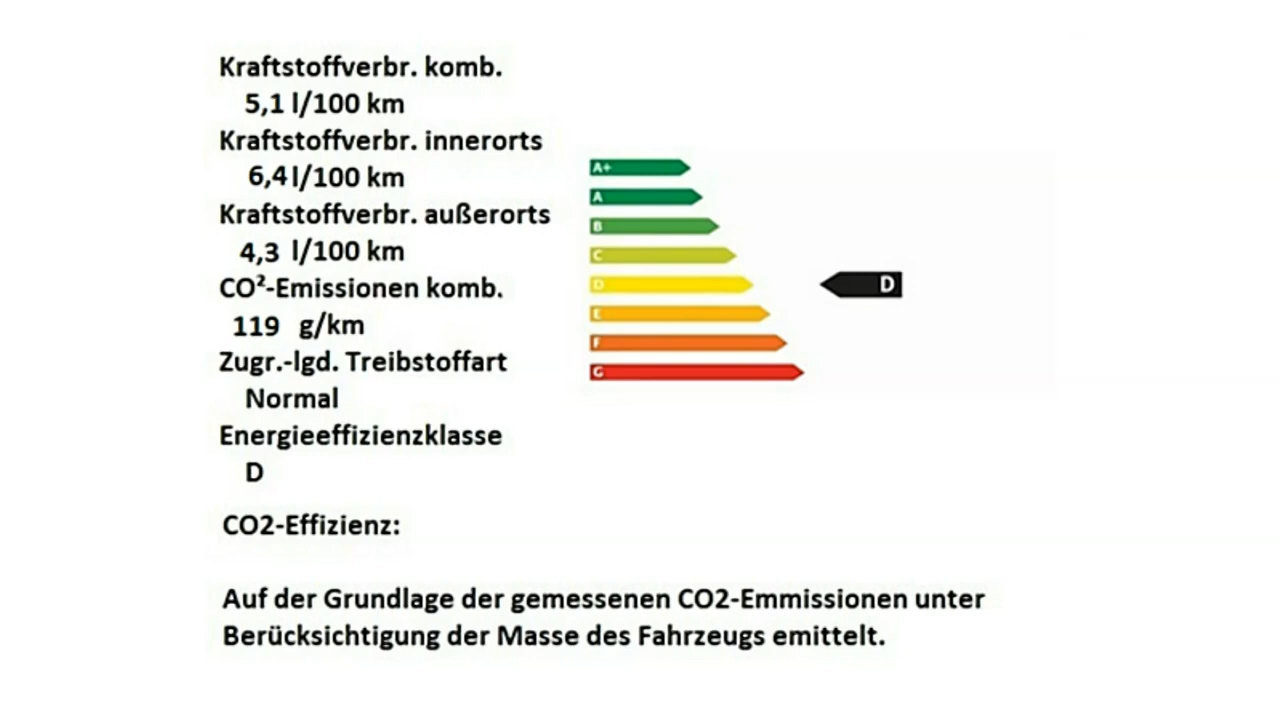 Kraftstoffverbr. komb.
5,1 l/100 km
Kraftstoffverbr. innerorts
6,4 l/100 km
Kraftstoffverbr. außerorts
4,3 l/100 km
CO²-Emissionen komb.
119 g/km
Zugr.-lgd. Treibstoffart
Normal
Energieeffizienzklasse
D
A+
A
B
C
D
D
E
F
G
CO2-Effizienz:
Auf der Grundlage der gemessenen CO2-Emmissionen unter
Berücksichtigung der Masse des Fahrzeugs emittelt.